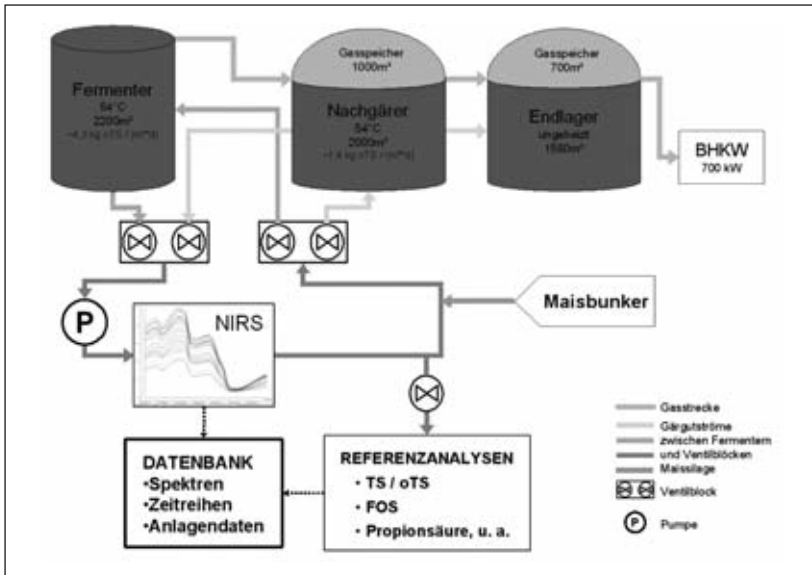 Fermenter
54°C
2200m³
Gasspeicher
1000m³
Nachgärer
54°C
2000m³
Gasspeicher
700m³
Endlager
ungeheizt
BHKW
700 kW
P
NIRS
Maisbunker
DATENBANK
•Spektren
•Zeitreihen
•Anlagendaten
REFERENZANALYSEN
• TS / oTS
• FOS
• Propionsäure, u. a.
Gasstrecke
Gärgutströme
zwischen Fermentern
und Ventilblöcken
Maissilage
Ventilblock
P
Pumpe